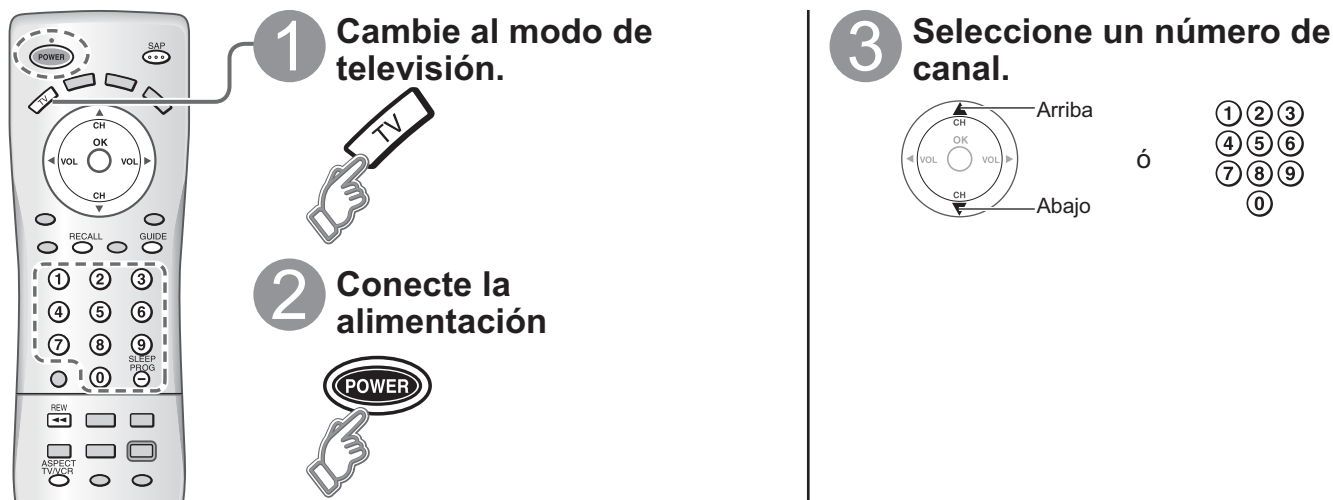 POWER
SAP
TV
CH
OK
VOL VOL
CH
RECALL GUIDE
1 2 3
4 5 6
7 8 9
SLEEP
PROG
0 −
REW
ASPECT
TV/VCR
1 Cambie al modo de
televisión.
TV
2 Conecte la
alimentación
POWER
3 Seleccione un número de
canal.
Arriba
CH
OK
VOL VOL
CH
Abajo
ó
1 2 3
4 5 6
7 8 9
0